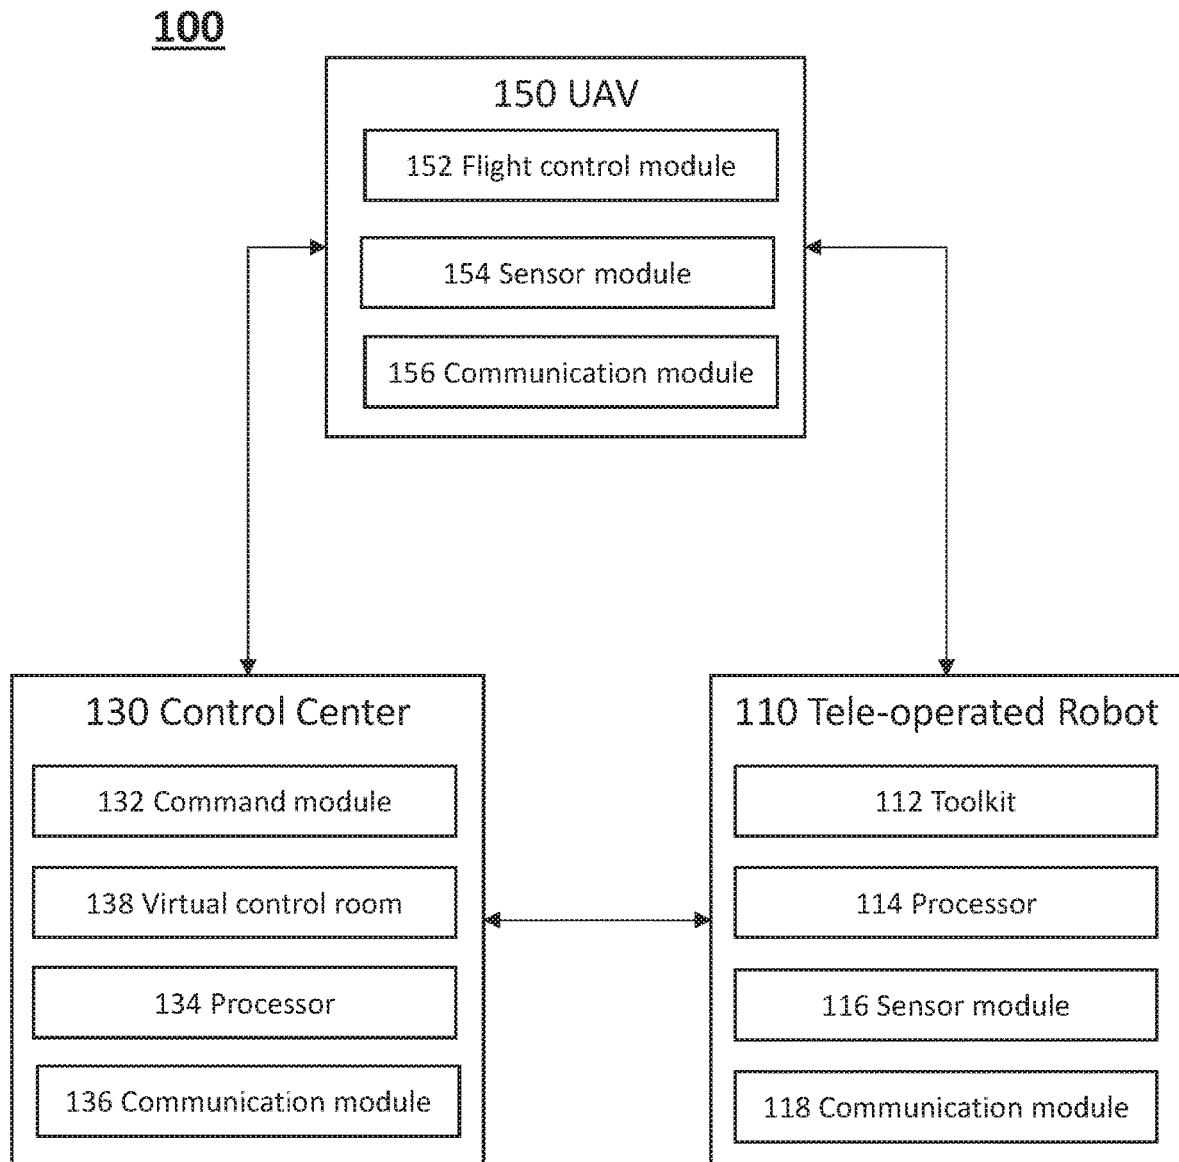 100
150 UAV
152 Flight control module
154 Sensor module
156 Communication module
130 Control Center
132 Command module
138 Virtual control room
134 Processor
136 Communication module
110 Tele-operated Robot
112 Toolkit
114 Processor
116 Sensor module
118 Communication module